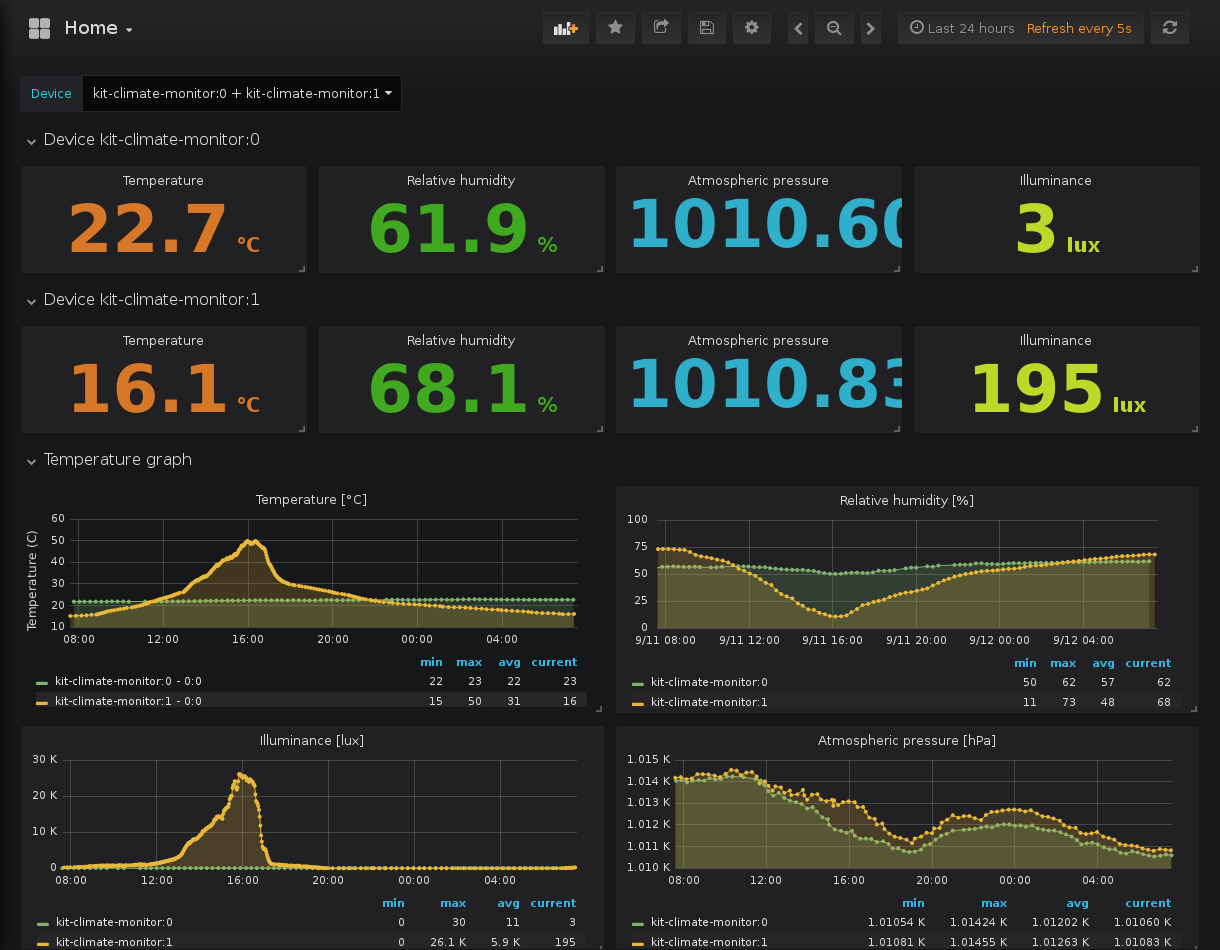 Home
Last 24 hours Refresh every 5s
Device kit-climate-monitor:0 + kit-climate-monitor:1
Device kit-climate-monitor:0
Temperature Relative humidity Atmospheric pressure Illuminance
22.7 °C 61.9 % 1010.60 3 lux
Device kit-climate-monitor:1
Temperature Relative humidity Atmospheric pressure Illuminance
16.1 °C 68.1 % 1010.83 195 lux
Temperature graph
Temperature [°C]
Temperature (C)
60
50
40
30
20
10
08:00 12:00 16:00 20:00 00:00 04:00
min max avg current
kit-climate-monitor:0 - 0:0 22 23 22 23
kit-climate-monitor:1 - 0:0 15 50 31 16
Relative humidity [%]
100
75
50
25
0
9/11 08:00 9/11 12:00 9/11 16:00 9/11 20:00 9/12 00:00 9/12 04:00
min max avg current
kit-climate-monitor:0 50 62 57 62
kit-climate-monitor:1 11 73 48 68
Illuminance [lux]
30 K
20 K
10 K
0
08:00 12:00 16:00 20:00 00:00 04:00
min max avg current
kit-climate-monitor:0 0 30 11 3
kit-climate-monitor:1 0 26.1 K 5.9 K 195
Atmospheric pressure [hPa]
1.015 K
1.014 K
1.013 K
1.012 K
1.011 K
1.010 K
08:00 12:00 16:00 20:00 00:00 04:00
min max avg current
kit-climate-monitor:0 1.01054 K 1.01424 K 1.01202 K 1.01060 K
kit-climate-monitor:1 1.01081 K 1.01455 K 1.01263 K 1.01083 K